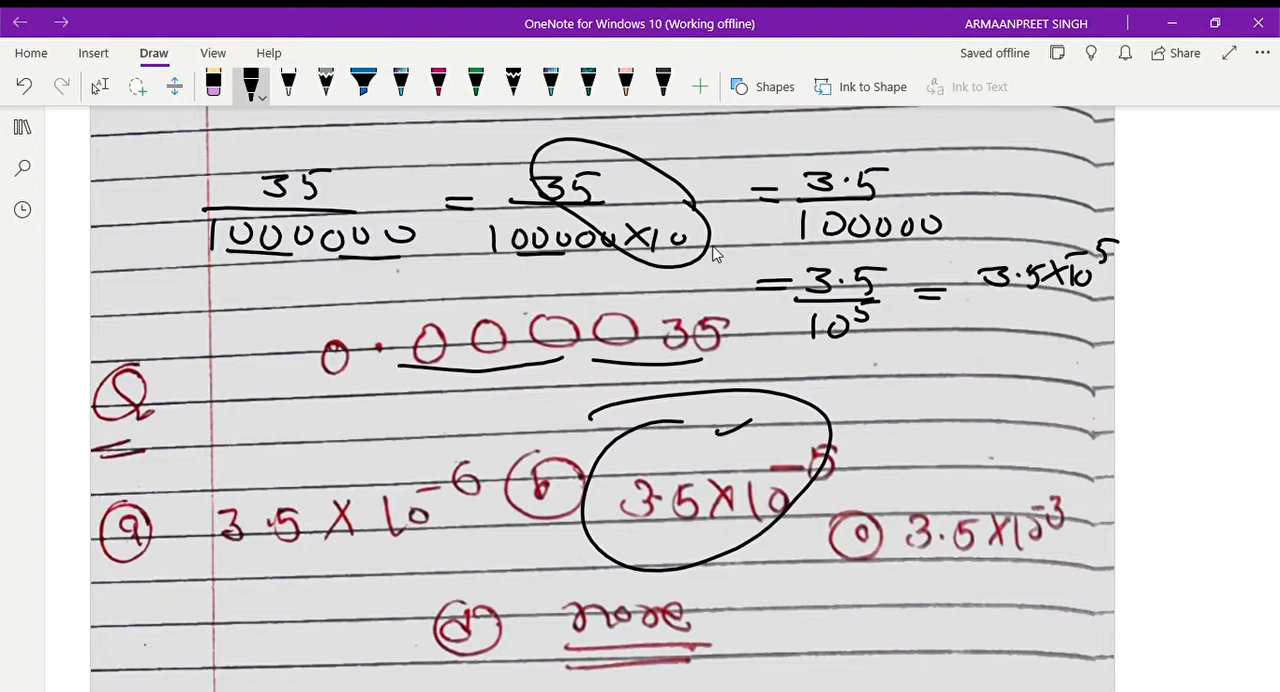 OneNote for Windows 10 (Working offline)
ARMAANPREET SINGH
Home Insert Draw View Help
Saved offline
Share
Shapes
Ink to Shape
Ink to Text
35/1000000 = 35/100000×10 = 3.5/100000
= 3.5/10^5 = 3.5×10^-5
0.000035
Q
a 3.5×10^-6 b 3.5×10^-5
c 3.5×10^-3
d none